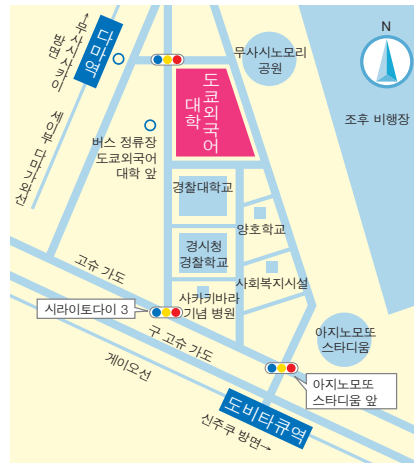 ←무사시사카이
방면
다마역
세이부 다마가와선
무사시노모리
공원
N
조후 비행장
도쿄외국어
대학
버스 정류장
도쿄외국어
대학 앞
경찰대학교
양호학교
경시청
경찰학교
사회복지시설
사카키바라
기념 병원
고슈 가도
시라이토다이 3
구 고슈 가도
게이오선
아지노모또
스타디움
아지노모또
스타디움 앞
도비타큐역
신주쿠 방면→